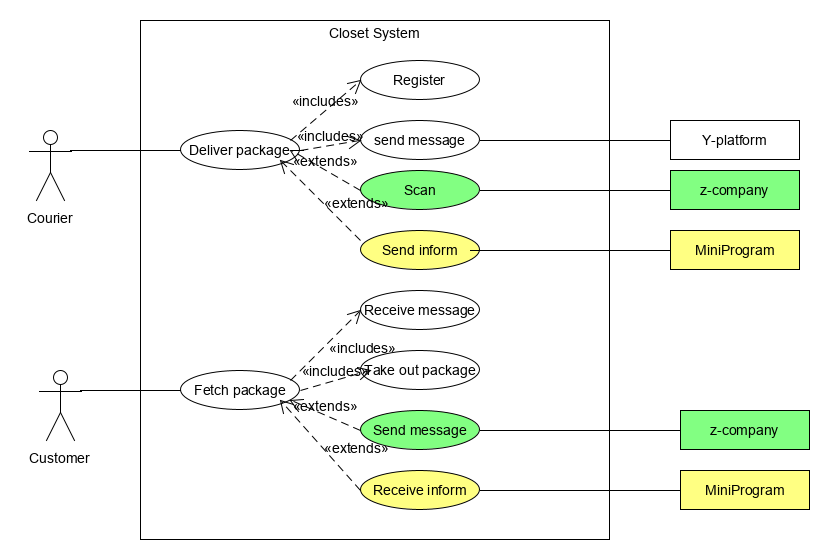 Closet System
Register
«includes»
«includes»
send message
Y-platform
Deliver package
«extends»
Scan
z-company
«extends»
Courier
Send inform
MiniProgram
Receive message
«includes»
«includes»
Take out package
Fetch package
«extends»
Send message
z-company
«extends»
Customer
Receive inform
MiniProgram